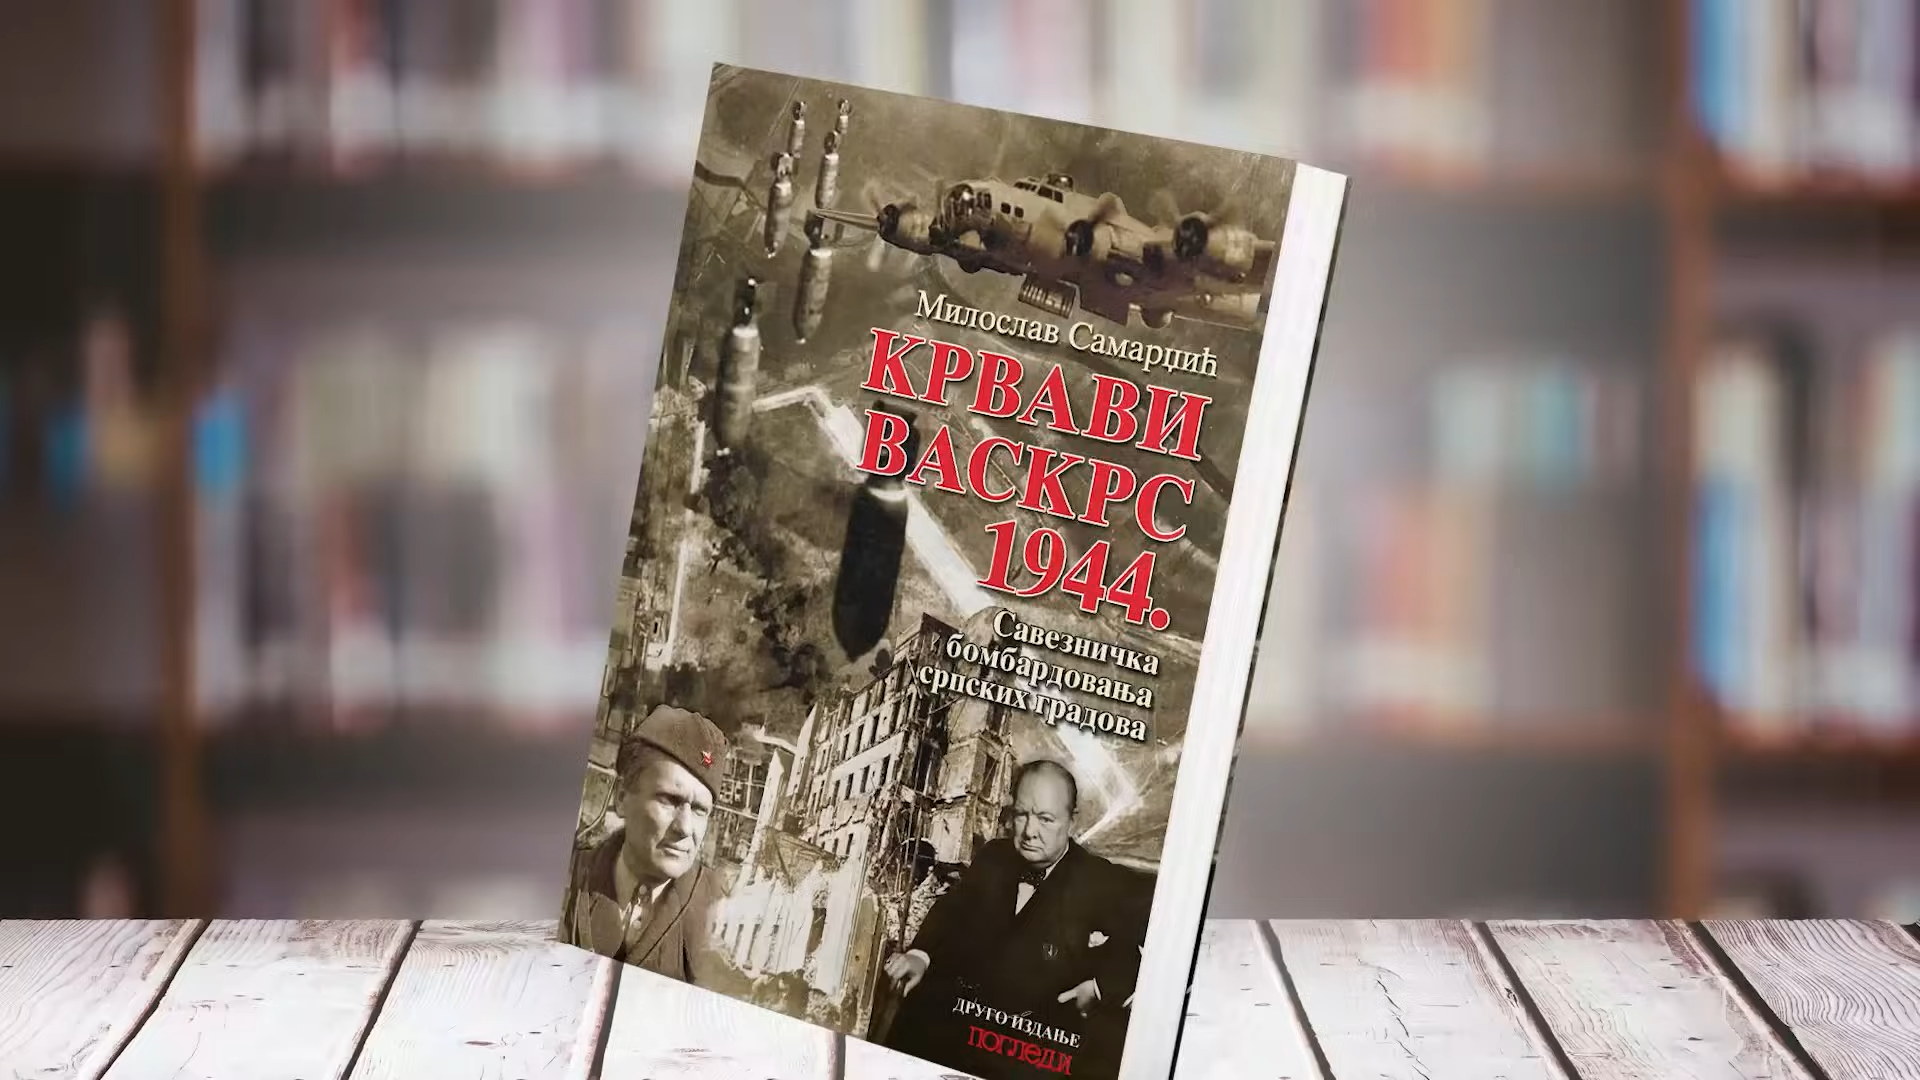 Милослав Самарџић
КРВАВИ
ВАСКРС
1944.
Савезничка
бомбардовања
српских градова
ДРУГО ИЗДАЊЕ
ПОГЛЕДИ